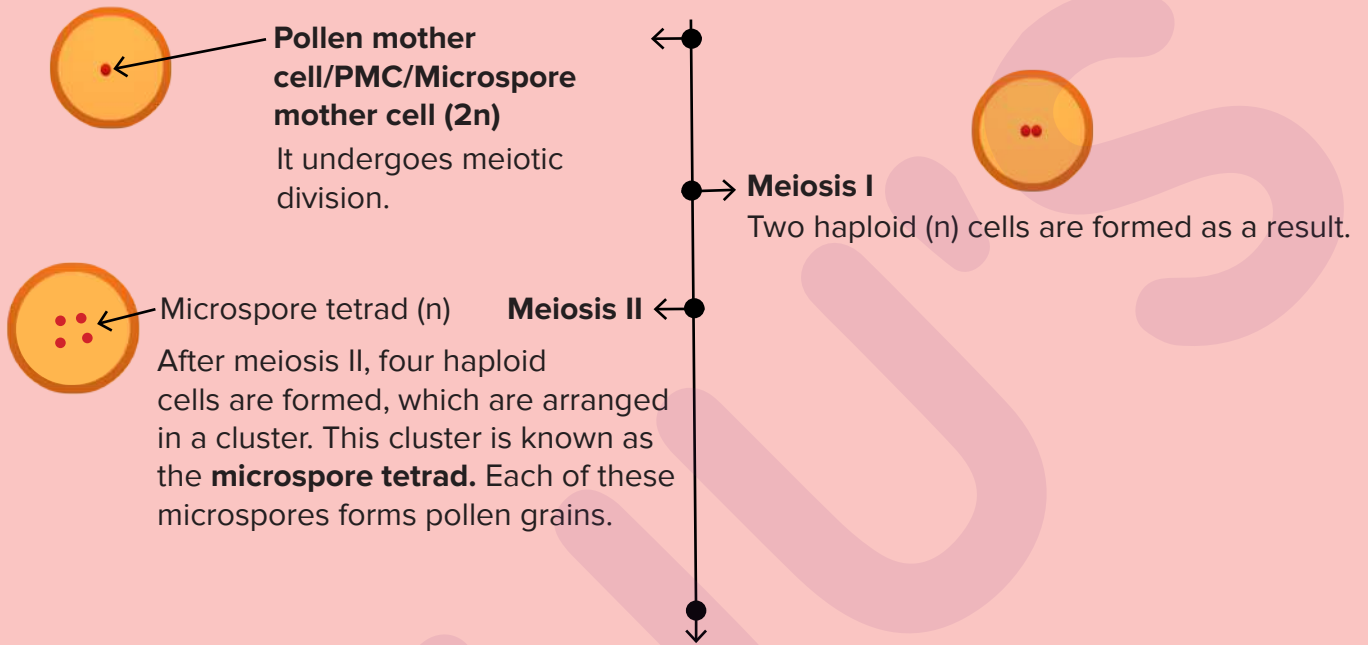 Pollen mother
cell/PMC/Microspore
mother cell (2n)
It undergoes meiotic
division.
Meiosis I
Two haploid (n) cells are formed as a result.
Microspore tetrad (n)
Meiosis II
After meiosis II, four haploid
cells are formed, which are arranged
in a cluster. This cluster is known as
the microspore tetrad. Each of these
microspores forms pollen grains.